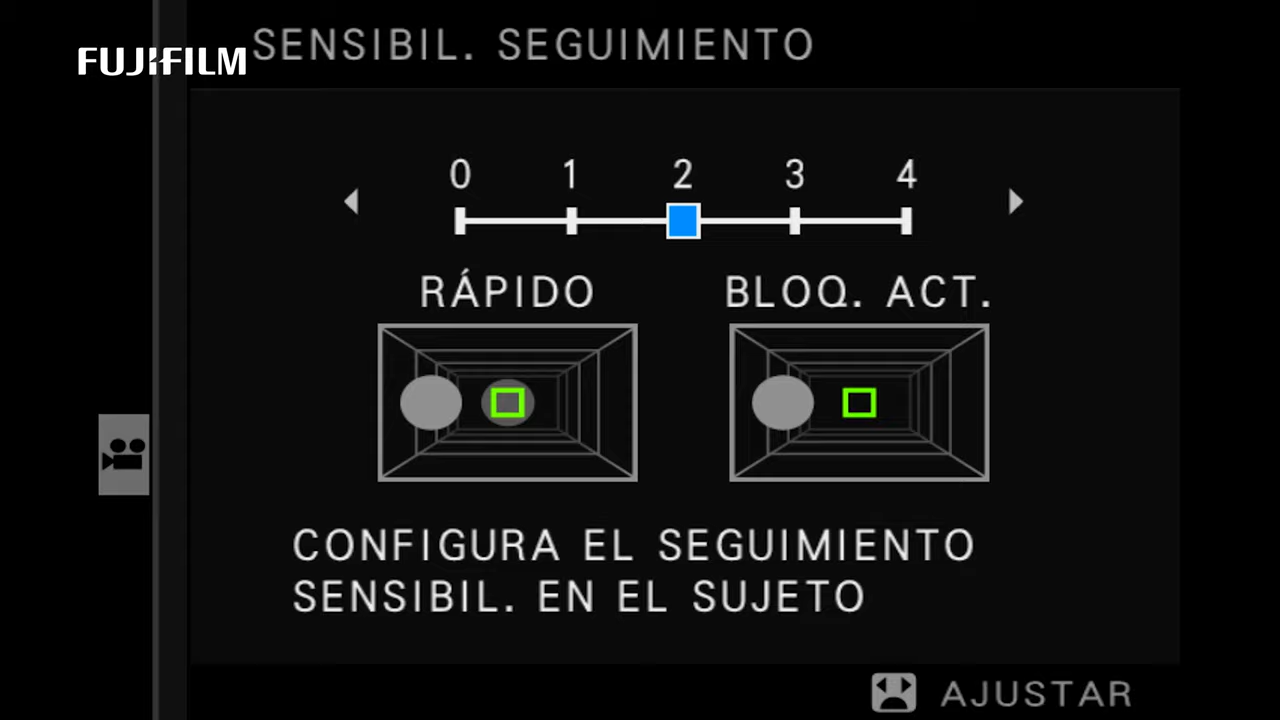 SENSIBIL. SEGUIMIENTO
FUJIFILM
0 1 2 3 4
RÁPIDO BLOQ. ACT.
CONFIGURA EL SEGUIMIENTO
SENSIBIL. EN EL SUJETO
AJUSTAR